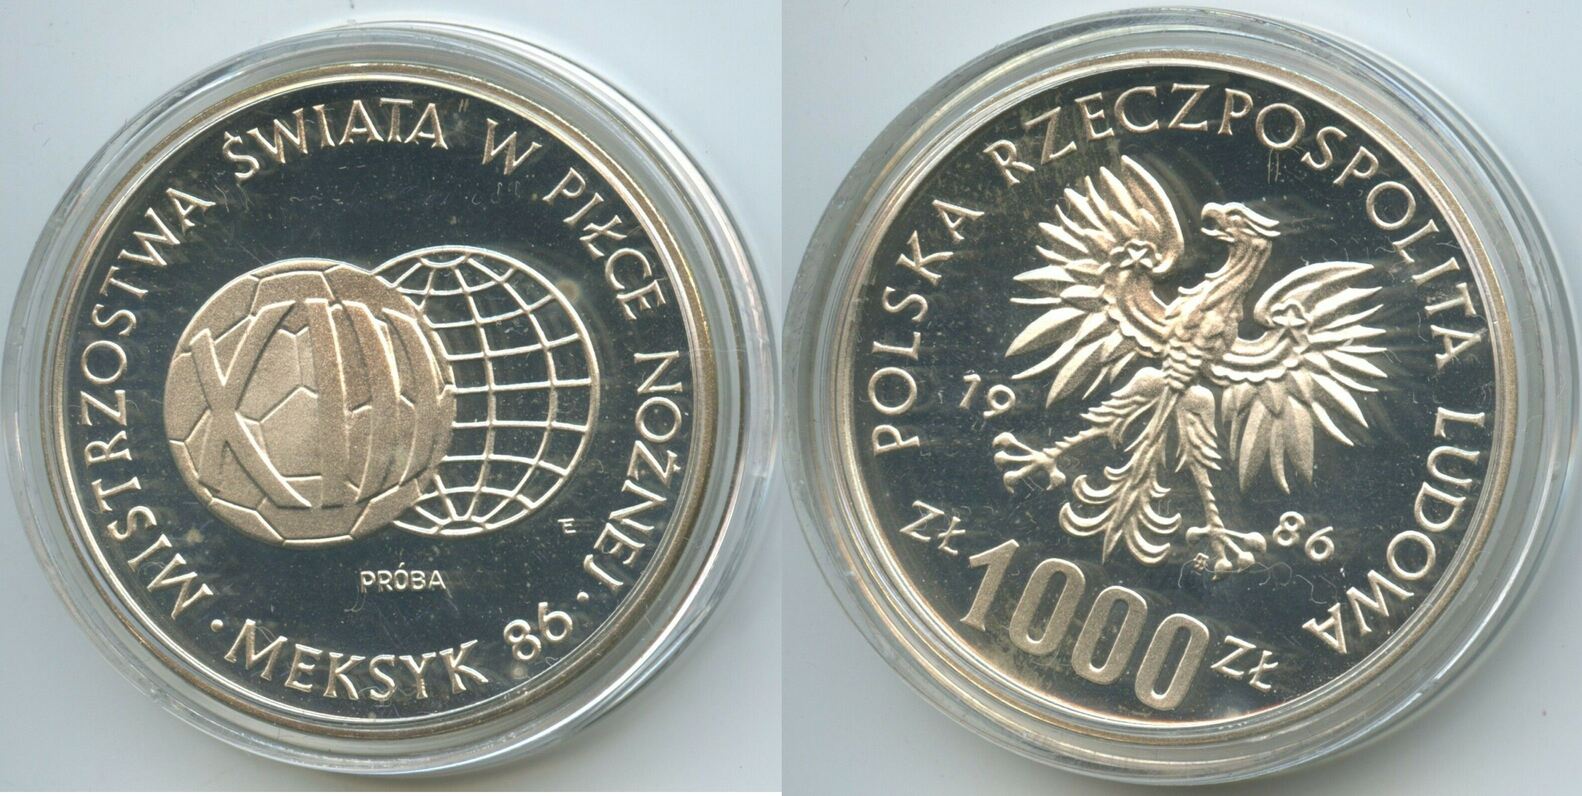 MISTRZOSTWA ŚWIATA W PIŁCE NOŻNEJ
XIII
E
PRÓBA
· MEKSYK 86 ·
POLSKA RZECZPOSPOLITA LUDOWA
19 86
ZŁ 1000 ZŁ